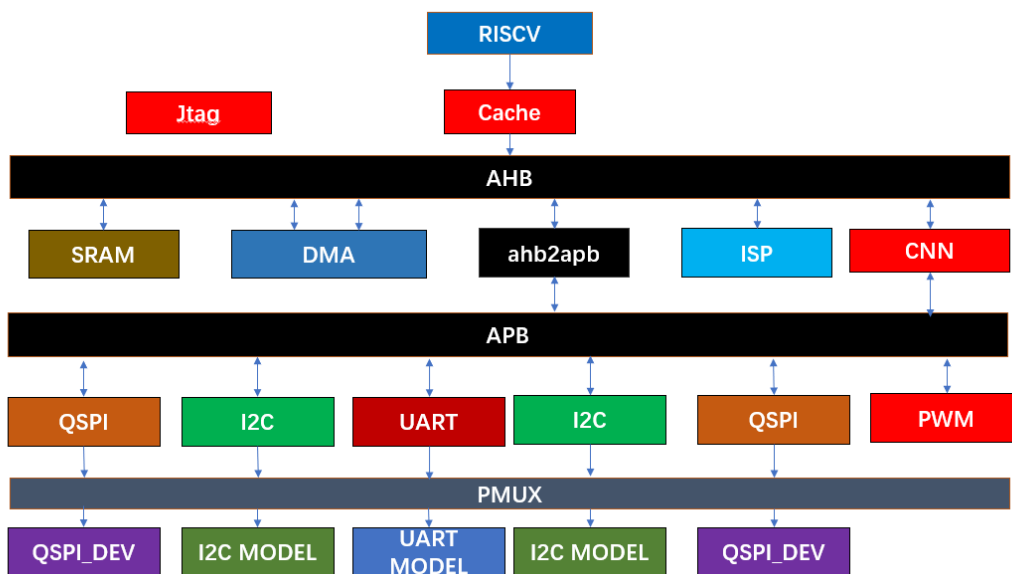 RISCV
Jtag
Cache
AHB
SRAM
DMA
ahb2apb
ISP
CNN
APB
QSPI
I2C
UART
I2C
QSPI
PWM
PMUX
QSPI_DEV
I2C MODEL
UART
MODEL
I2C MODEL
QSPI_DEV